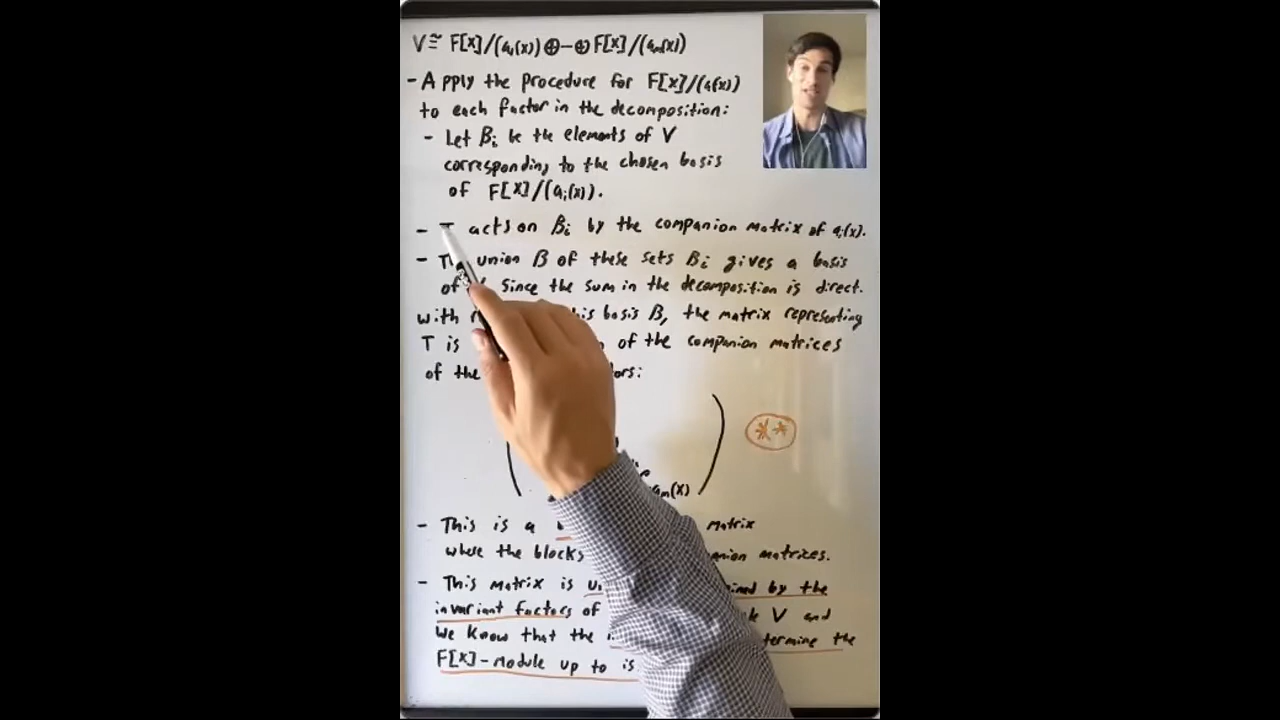 V ≅ F[x]/(a₁(x)) ⊕ -- ⊕ F[x]/(aₘ(x))
- Apply the procedure for F[x]/(a(x))
to each factor in the decomposition:
- Let Bᵢ be the elements of V
corresponding to the chosen basis
of F[x]/(aᵢ(x)).
- T acts on Bᵢ by the companion matrix of aᵢ(x).
- union B of these sets Bᵢ gives a basis
of since the sum in the decomposition is direct.
with this basis B, the matrix representing
T is of the companion matrices
of the
aₘ(x)
**
- This is a matrix
where the blocks matrices.
- This matrix is by the
invariant factors of V and
we know that the the
F[x]-module up to